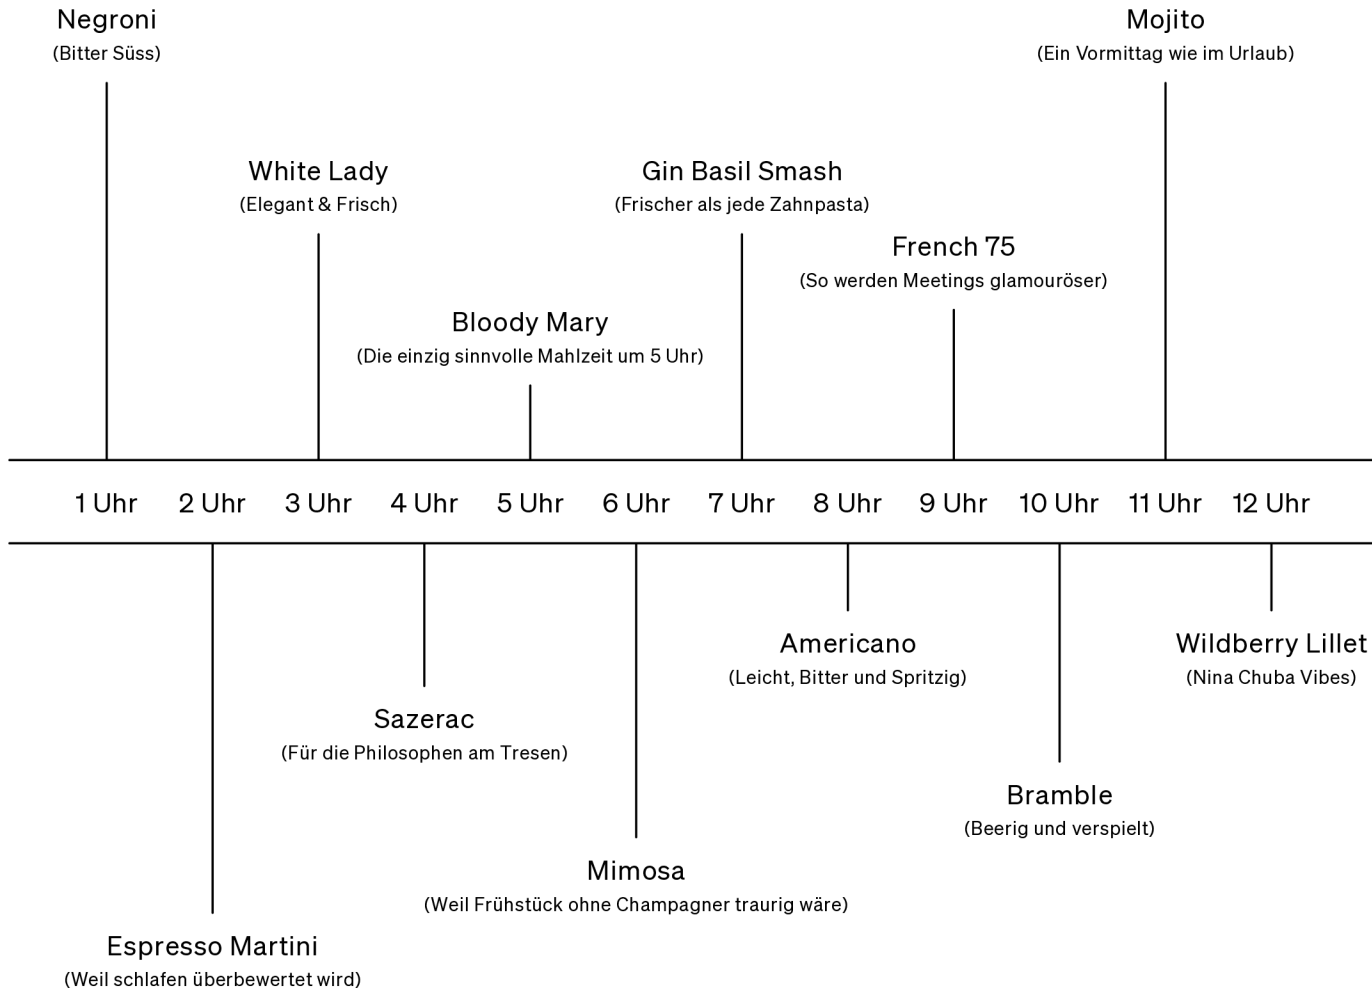 Negroni
(Bitter Süss)
Mojito
(Ein Vormittag wie im Urlaub)
White Lady
(Elegant & Frisch)
Gin Basil Smash
(Frischer als jede Zahnpasta)
French 75
(So werden Meetings glamouröser)
Bloody Mary
(Die einzig sinnvolle Mahlzeit um 5 Uhr)
1 Uhr 2 Uhr 3 Uhr 4 Uhr 5 Uhr 6 Uhr 7 Uhr 8 Uhr 9 Uhr 10 Uhr 11 Uhr 12 Uhr
Americano
(Leicht, Bitter und Spritzig)
Wildberry Lillet
(Nina Chuba Vibes)
Sazerac
(Für die Philosophen am Tresen)
Bramble
(Beerig und verspielt)
Mimosa
(Weil Frühstück ohne Champagner traurig wäre)
Espresso Martini
(Weil schlafen überbewertet wird)